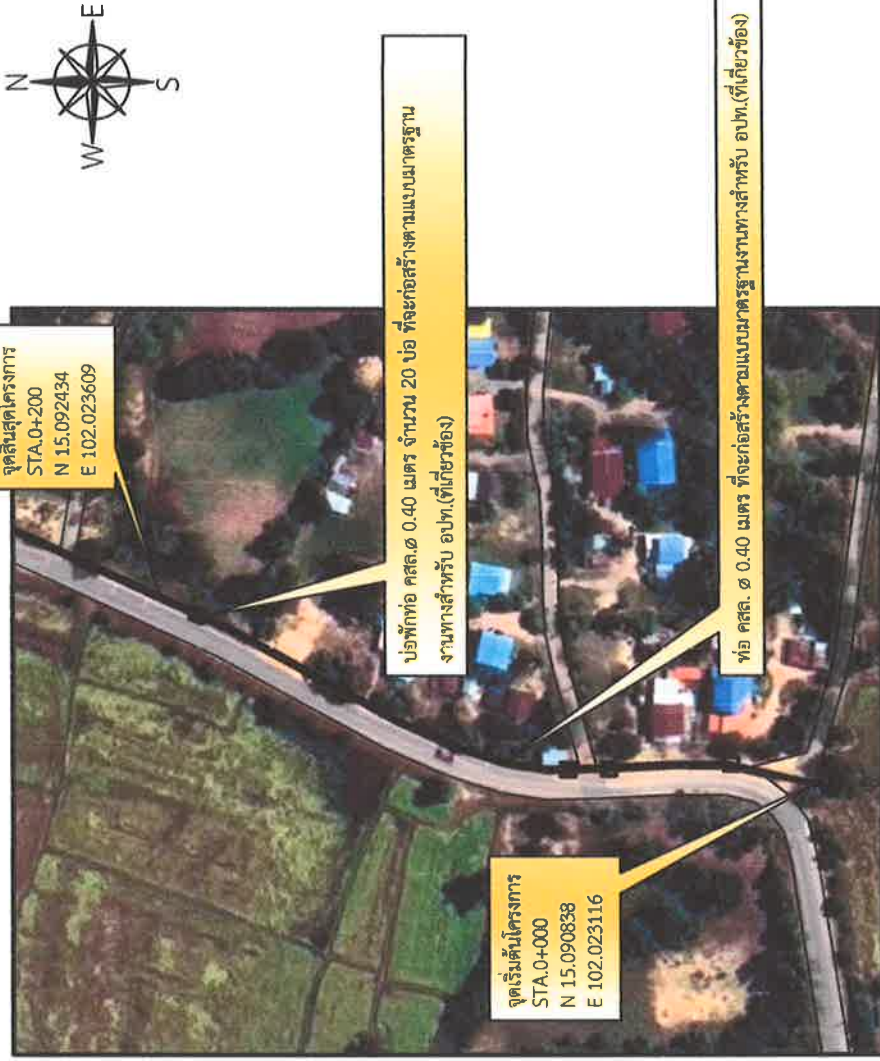 N
W E
S
จุดสิ้นสุดโครงการ
STA.0+200
N 15.092434
E 102.023609
บ่อพักท่อ คสล.ø 0.40 เมตร จำนวน 20 บ่อ ที่จะก่อสร้างตามแบบมาตรฐาน
งานทางสำหรับ อปท.(ที่เกี่ยวข้อง)
ท่อ คสล. ø 0.40 เมตร ที่จะก่อสร้างตามแบบมาตรฐานงานทางสำหรับ อปท.(ที่เกี่ยวข้อง)
จุดเริ่มต้นโครงการ
STA.0+000
N 15.090838
E 102.023116